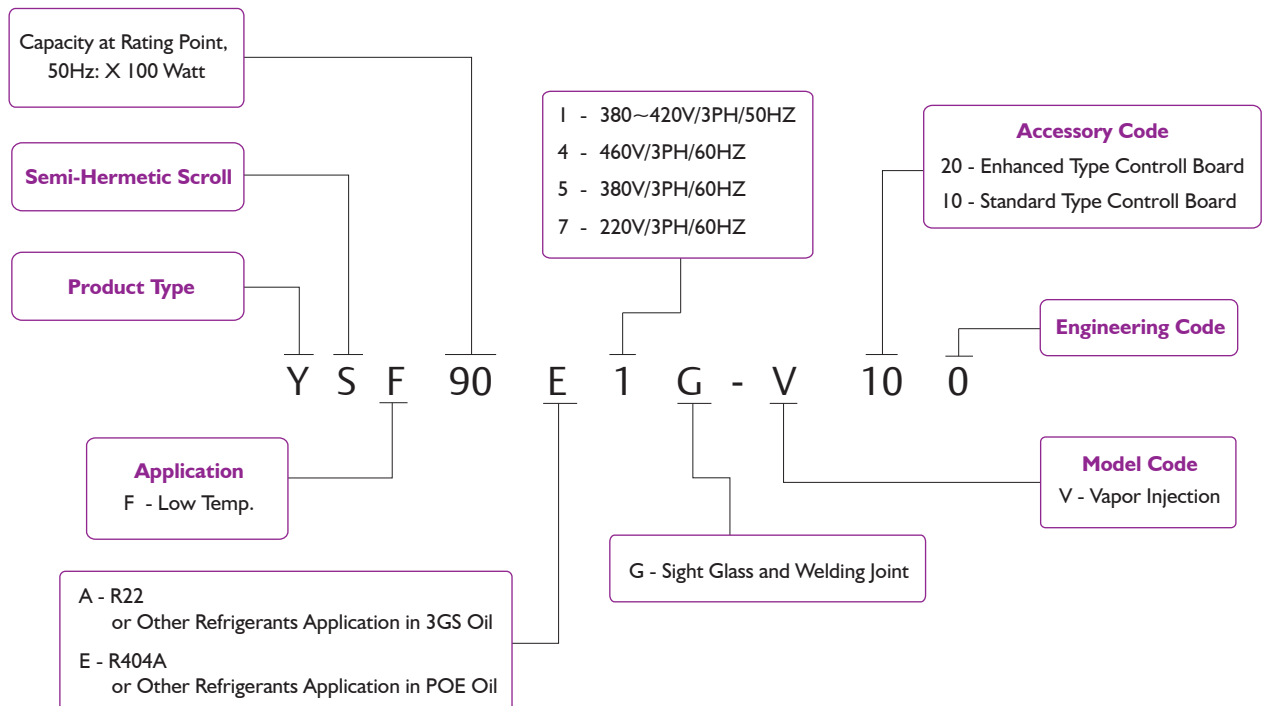 Capacity at Rating Point,
50Hz: X 100 Watt
Semi-Hermetic Scroll
Product Type
1 - 380~420V/3PH/50HZ
4 - 460V/3PH/60HZ
5 - 380V/3PH/60HZ
7 - 220V/3PH/60HZ
Accessory Code
20 - Enhanced Type Controll Board
10 - Standard Type Controll Board
Engineering Code
Y S F 90 E 1 G - V 10 0
Application
F - Low Temp.
A - R22
or Other Refrigerants Application in 3GS Oil
E - R404A
or Other Refrigerants Application in POE Oil
G - Sight Glass and Welding Joint
Model Code
V - Vapor Injection